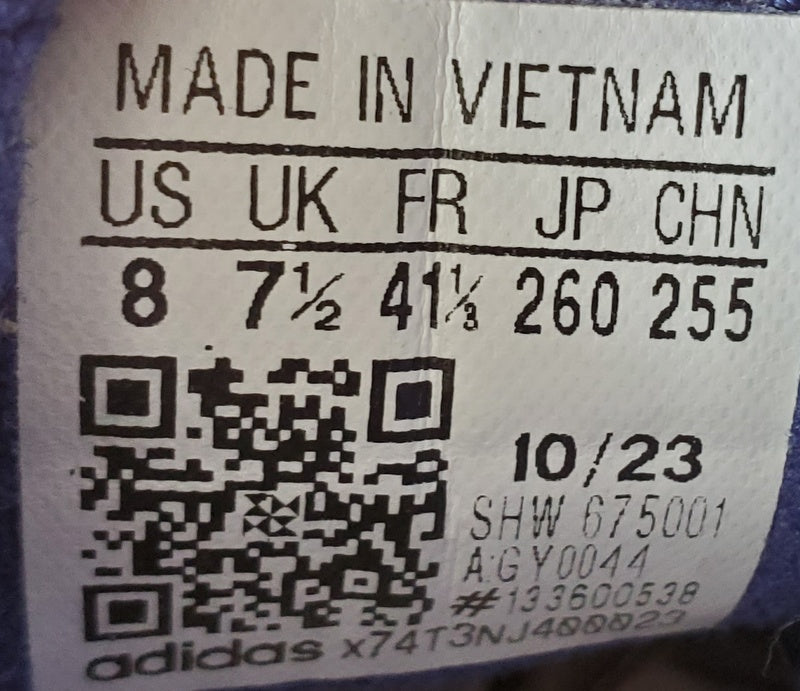 MADE IN VIETNAM
US UK FR JP CHN
8 7½ 41⅓ 260 255
10/23
SHW 675001
A:GY0044
#133600538
adidas x74T3NJ400023